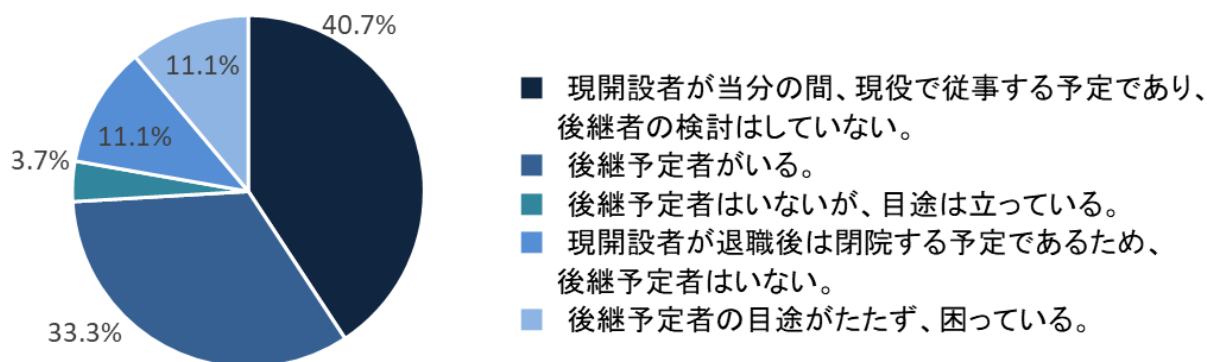 40.7%
11.1%
11.1%
3.7%
33.3%
現開設者が当分の間、現役で従事する予定であり、
後継者の検討はしていない。
後継予定者がいる。
後継予定者はいないが、目途は立っている。
現開設者が退職後は閉院する予定であるため、
後継予定者はいない。
後継予定者の目途がたたず、困っている。